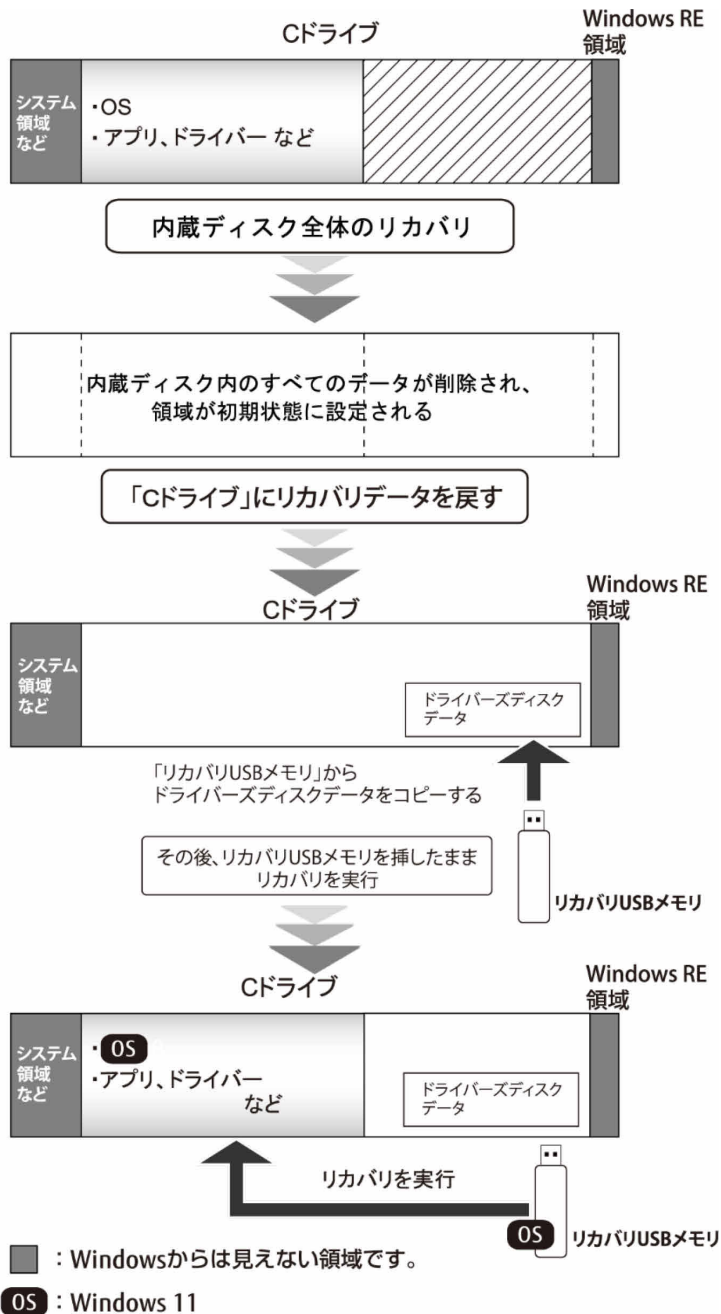 Cドライブ
Windows RE
領域
システム
領域
など
・OS
・アプリ、ドライバー など
内蔵ディスク全体のリカバリ
内蔵ディスク内のすべてのデータが削除され、
領域が初期状態に設定される
「Cドライブ」にリカバリデータを戻す
Cドライブ
Windows RE
領域
システム
領域
など
ドライバーズディスク
データ
「リカバリUSBメモリ」から
ドライバーズディスクデータをコピーする
その後、リカバリUSBメモリを挿したまま
リカバリを実行
リカバリUSBメモリ
Cドライブ
Windows RE
領域
システム
領域
など
・OS
・アプリ、ドライバー
など
ドライバーズディスク
データ
リカバリを実行
OS
リカバリUSBメモリ
：Windowsからは見えない領域です。
OS：Windows 11